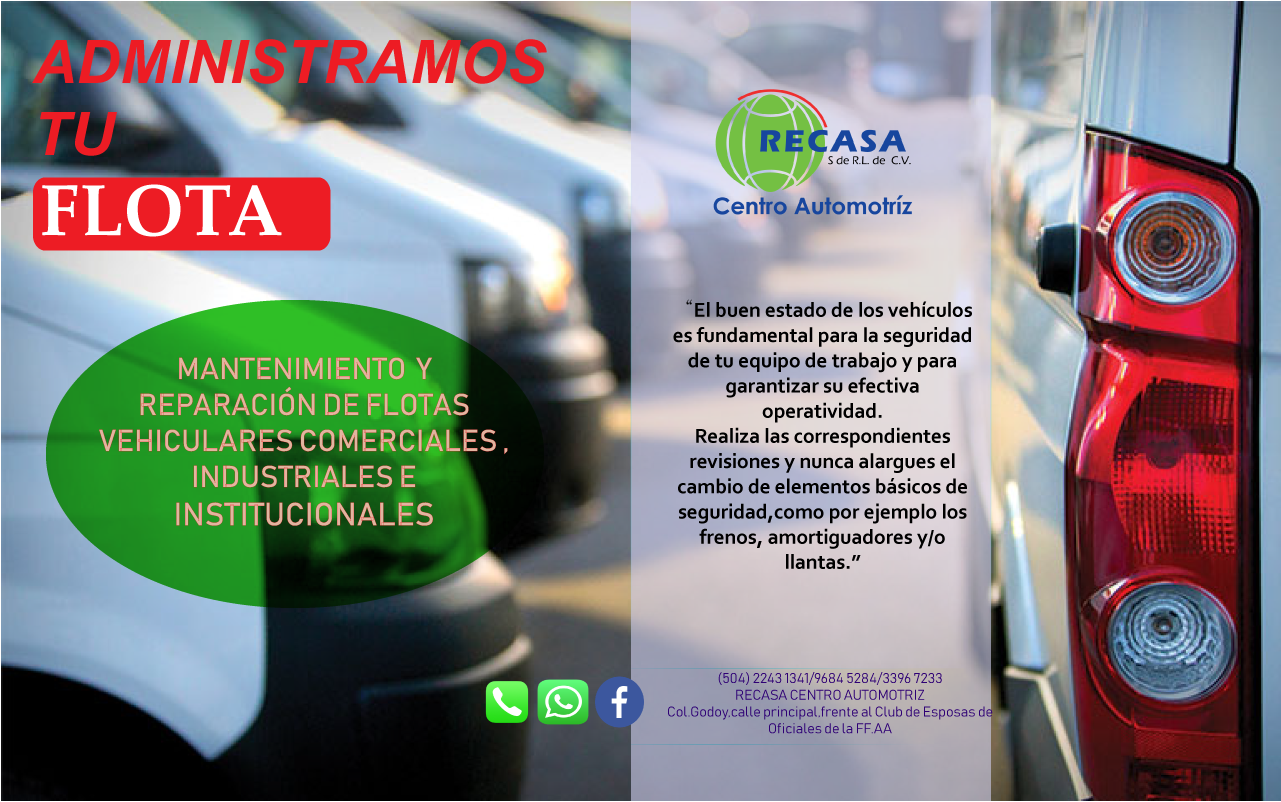 ADMINISTRAMOS
TU
FLOTA
MANTENIMIENTO Y
REPARACIÓN DE FLOTAS
VEHICULARES COMERCIALES ,
INDUSTRIALES E
INSTITUCIONALES
RECASA
S de R.L. de C.V.
Centro Automotríz
“El buen estado de los vehículos
es fundamental para la seguridad
de tu equipo de trabajo y para
garantizar su efectiva
operatividad.
Realiza las correspondientes
revisiones y nunca alargues el
cambio de elementos básicos de
seguridad,como por ejemplo los
frenos, amortiguadores y/o
llantas.”
(504) 2243 1341/9684 5284/3396 7233
RECASA CENTRO AUTOMOTRIZ
Col.Godoy,calle principal,frente al Club de Esposas de
Oficiales de la FF.AA